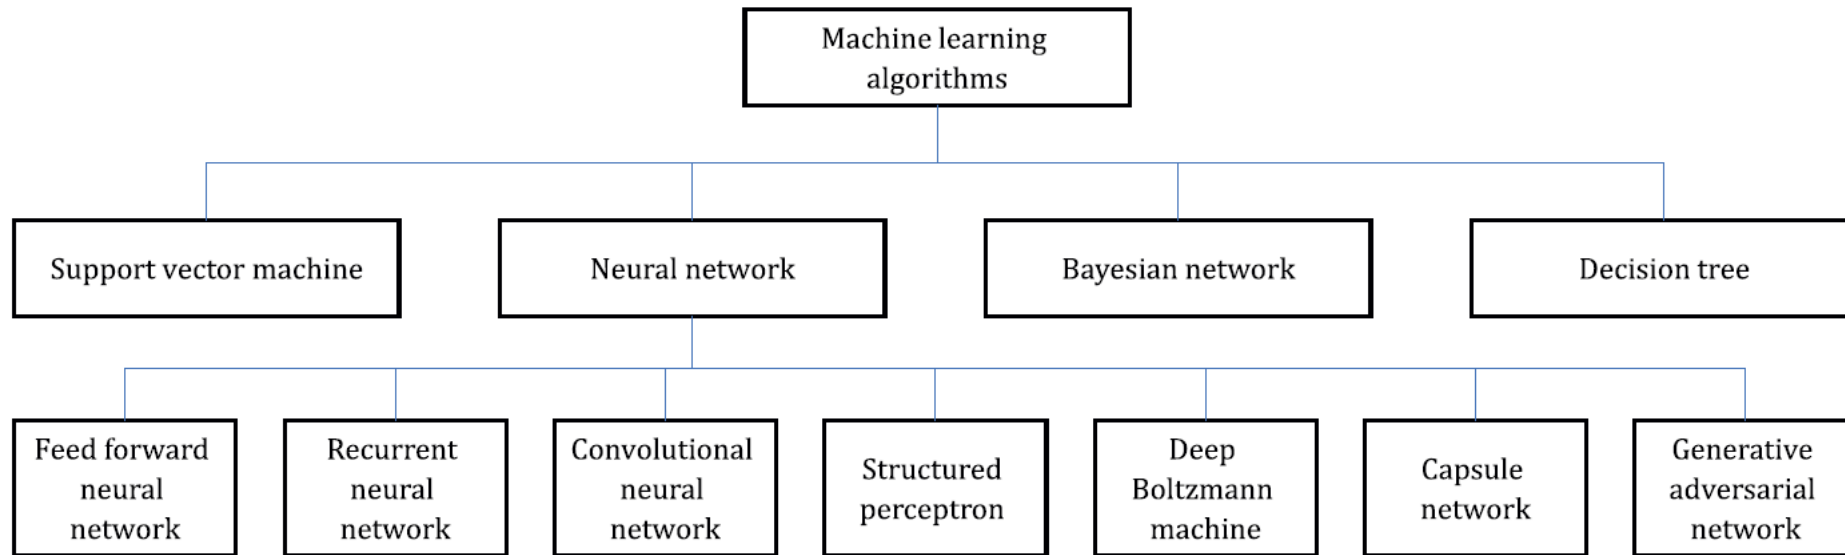 Machine learning
algorithms
Support vector machine
Neural network
Bayesian network
Decision tree
Feed forward
neural
network
Recurrent
neural
network
Convolutional
neural
network
Structured
perceptron
Deep
Boltzmann
machine
Capsule
network
Generative
adversarial
network